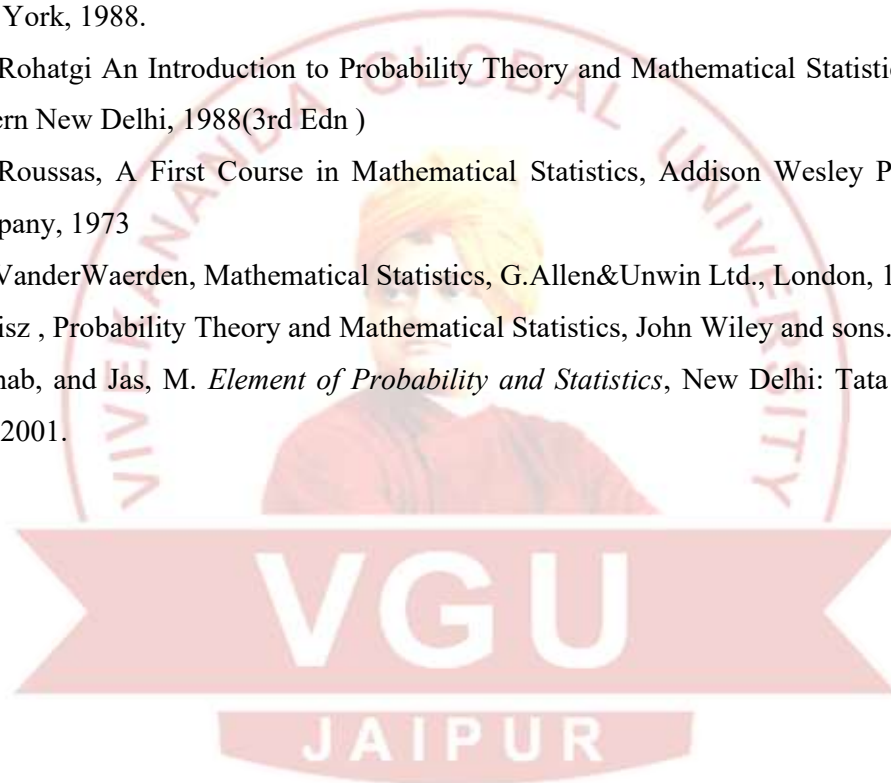 York, 1988.
Rohatgi An Introduction to Probability Theory and Mathematical Statistic
ern New Delhi, 1988(3rd Edn )
Roussas, A First Course in Mathematical Statistics, Addison Wesley P
pany, 1973
VanderWaerden, Mathematical Statistics, G.Allen&Unwin Ltd., London, 1
isz , Probability Theory and Mathematical Statistics, John Wiley and sons.
nab, and Jas, M. Element of Probability and Statistics, New Delhi: Tata
2001.
VIVEKANANDA GLOBAL UNIVERSITY
VGU
JAIPUR